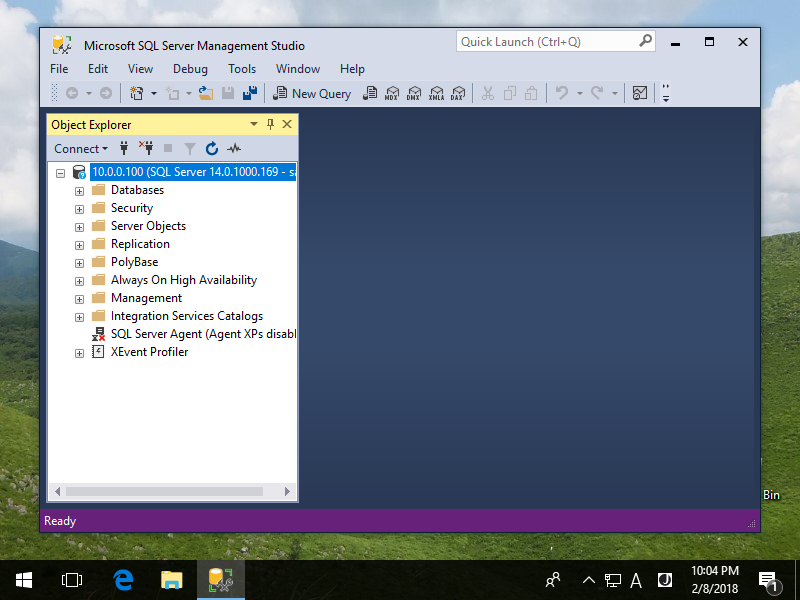 Microsoft SQL Server Management Studio
Quick Launch (Ctrl+Q)
File Edit View Debug Tools Window Help
New Query MDX DMX XMLA DAX
Object Explorer
Connect
10.0.0.100 (SQL Server 14.0.1000.169 - sa
Databases
Security
Server Objects
Replication
PolyBase
Always On High Availability
Management
Integration Services Catalogs
SQL Server Agent (Agent XPs disabl
XEvent Profiler
Bin
Ready
A
10:04 PM
2/8/2018
1